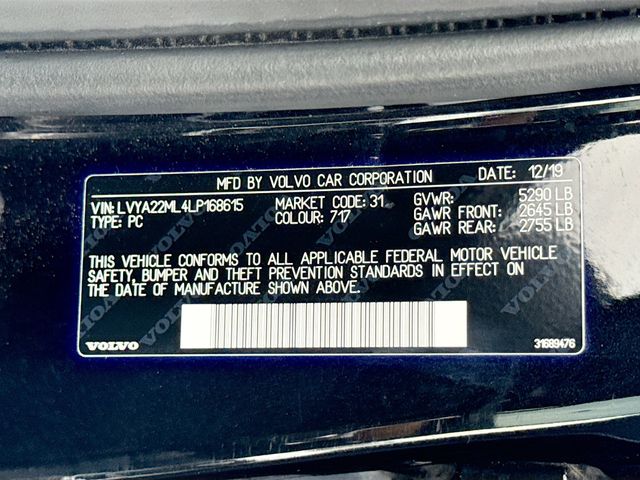 MFD BY VOLVO CAR CORPORATION DATE: 12/19
VIN: LVYA22ML4LP168615 MARKET CODE: 31 GVWR: 5290 LB
TYPE: PC COLOUR: 717 GAWR FRONT: 2645 LB
GAWR REAR: 2755 LB
THIS VEHICLE CONFORMS TO ALL APPLICABLE FEDERAL MOTOR VEHICLE
SAFETY, BUMPER AND THEFT PREVENTION STANDARDS IN EFFECT ON
THE DATE OF MANUFACTURE SHOWN ABOVE.
VOLVO 31689476